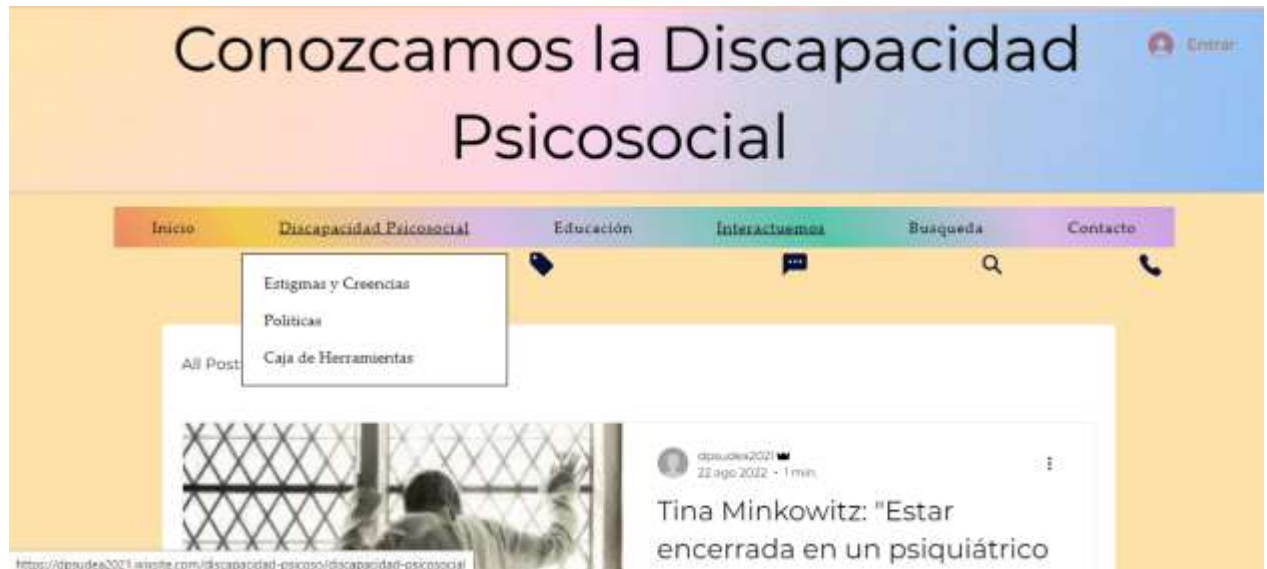 Conozcamos la Discapacidad
Psicosocial
Entrar
Inicio Discapacidad Psicosocial Educación Interactuemos Busqueda Contacto
Estigmas y Creencias
Politicas
Caja de Herramientas
All Post
dpsudea2021
22 ago 2022 • 1 min.
Tina Minkowitz: "Estar
encerrada en un psiquiátrico
https://dpsudea2021.wixsite.com/discapacidad-psicoso/discapacidad-psicosocial